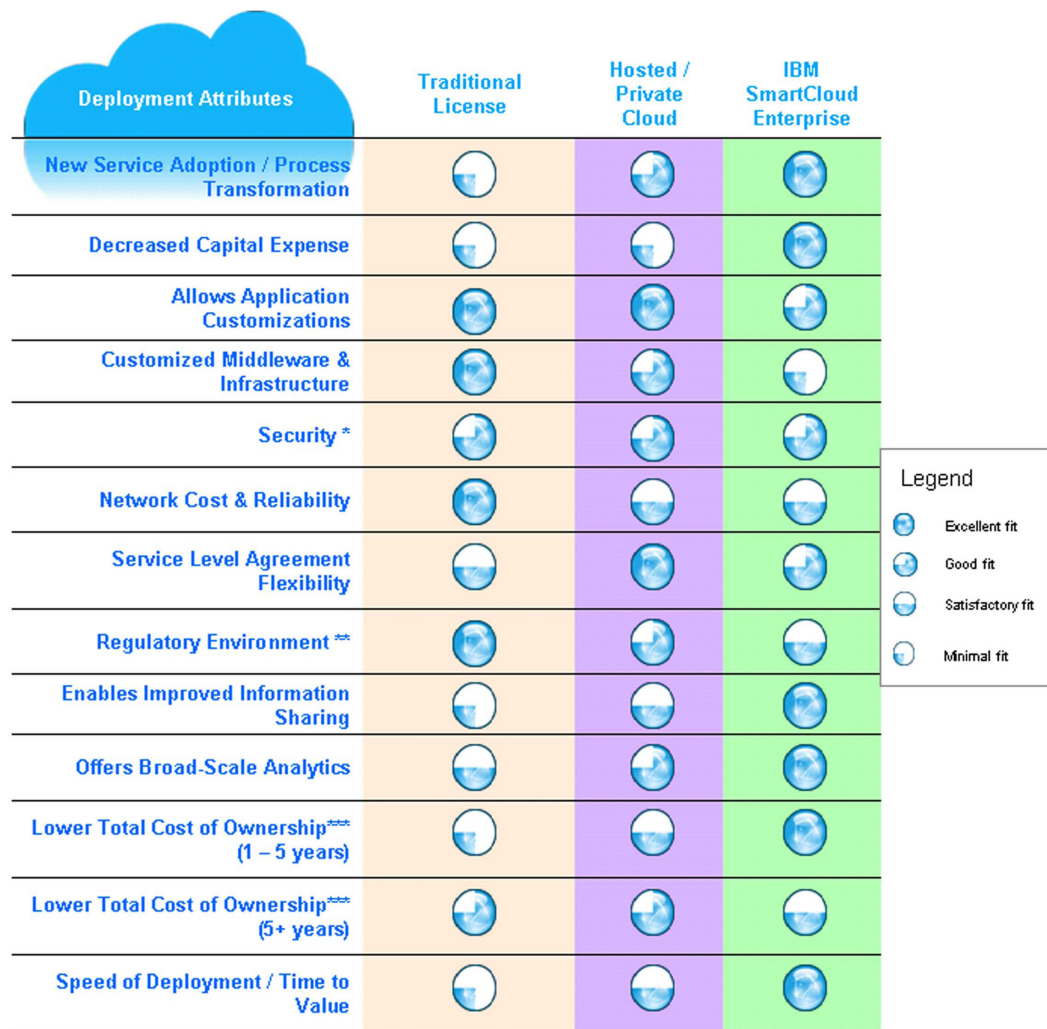 Deployment Attributes
Traditional
License
Hosted /
Private
Cloud
IBM
SmartCloud
Enterprise
New Service Adoption / Process
Transformation
Decreased Capital Expense
Allows Application
Customizations
Customized Middleware &
Infrastructure
Security *
Network Cost & Reliability
Service Level Agreement
Flexibility
Regulatory Environment **
Enables Improved Information
Sharing
Offers Broad-Scale Analytics
Lower Total Cost of Ownership***
(1 – 5 years)
Lower Total Cost of Ownership***
(5+ years)
Speed of Deployment / Time to
Value
Legend
Excellent fit
Good fit
Satisfactory fit
Minimal fit